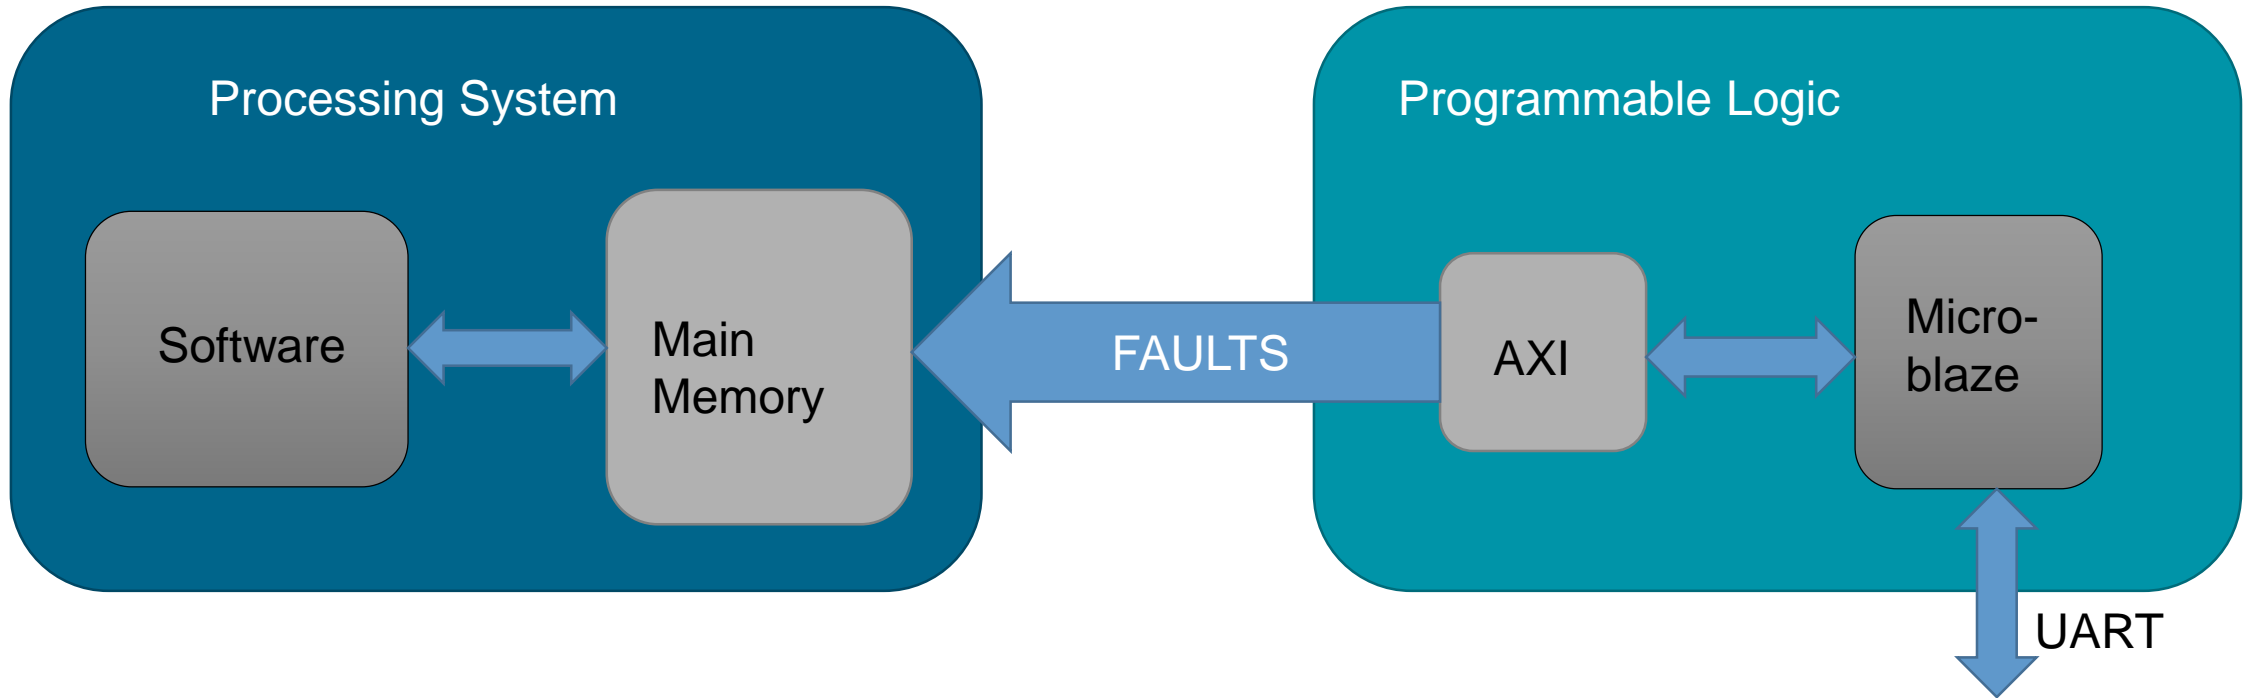 Processing System
Programmable Logic
Software
Main
Memory
FAULTS
AXI
Micro-
blaze
UART